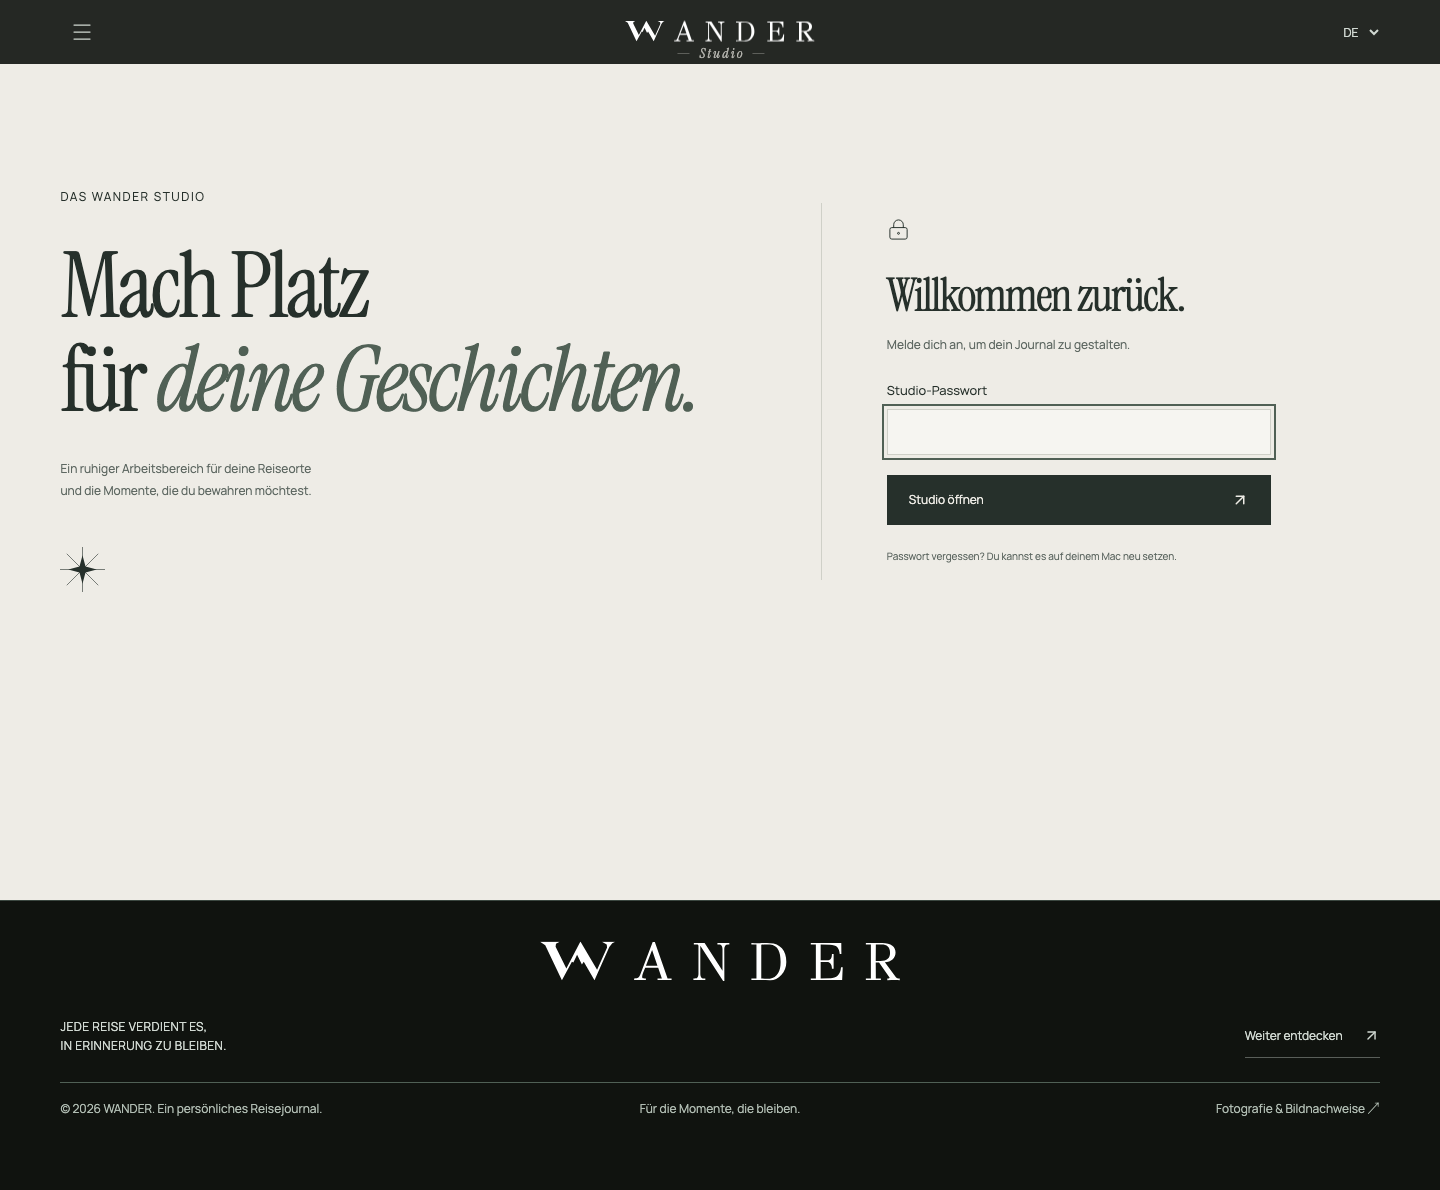 WANDER
Studio
DE
DAS WANDER STUDIO
Mach Platz
für deine Geschichten.
Ein ruhiger Arbeitsbereich für deine Reiseorte
und die Momente, die du bewahren möchtest.
Willkommen zurück.
Melde dich an, um dein Journal zu gestalten.
Studio-Passwort
Studio öffnen
Passwort vergessen? Du kannst es auf deinem Mac neu setzen.
WANDER
JEDE REISE VERDIENT ES,
IN ERINNERUNG ZU BLEIBEN.
Weiter entdecken
© 2026 WANDER. Ein persönliches Reisejournal.
Für die Momente, die bleiben.
Fotografie & Bildnachweise ↗